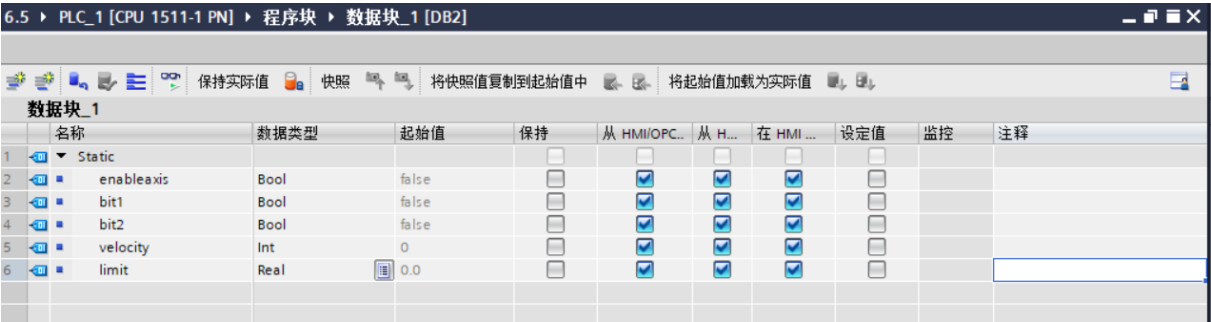 6.5 ▸ PLC_1 [CPU 1511-1 PN] ▸ 程序块 ▸ 数据块_1 [DB2]
保持实际值 快照 将快照值复制到起始值中 将起始值加载为实际值
数据块_1
名称 数据类型 起始值 保持 从 HMI/OPC.. 从 H... 在 HMI ... 设定值 监控 注释
1 Static
2 enableaxis Bool false
3 bit1 Bool false
4 bit2 Bool false
5 velocity Int 0
6 limit Real 0.0